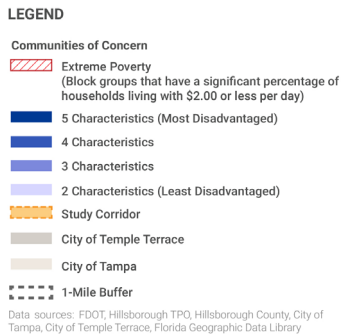 LEGEND
Communities of Concern
Extreme Poverty
(Block groups that have a significant percentage of
households living with $2.00 or less per day)
5 Characteristics (Most Disadvantaged)
4 Characteristics
3 Characteristics
2 Characteristics (Least Disadvantaged)
Study Corridor
City of Temple Terrace
City of Tampa
1-Mile Buffer
Data sources: FDOT, Hillsborough TPO, Hillsborough County, City of
Tampa, City of Temple Terrace, Florida Geographic Data Library